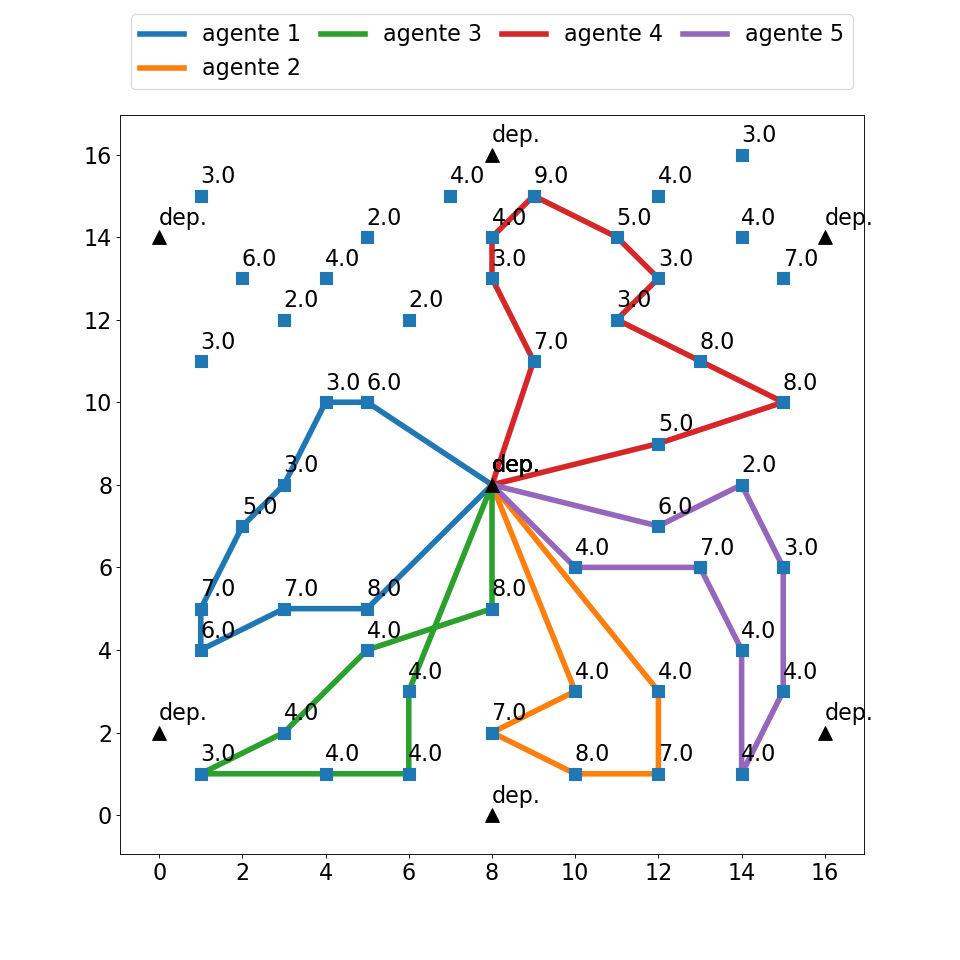 agente 1 agente 3 agente 4 agente 5
agente 2
16 dep. 3.0
3.0 4.0 9.0 4.0
14 dep. 2.0 4.0 5.0 4.0 dep.
6.0 4.0 3.0 3.0 7.0
12 2.0 2.0 3.0
3.0 7.0 8.0
10 3.0 6.0 8.0
5.0
8 3.0 dep. 2.0
5.0 6.0
6 4.0 7.0 3.0
7.0 7.0 8.0 8.0
4 6.0 4.0 4.0
4.0 4.0 4.0 4.0
2 dep. 4.0 7.0 dep.
3.0 4.0 4.0 8.0 7.0 4.0
0 dep.
0 2 4 6 8 10 12 14 16